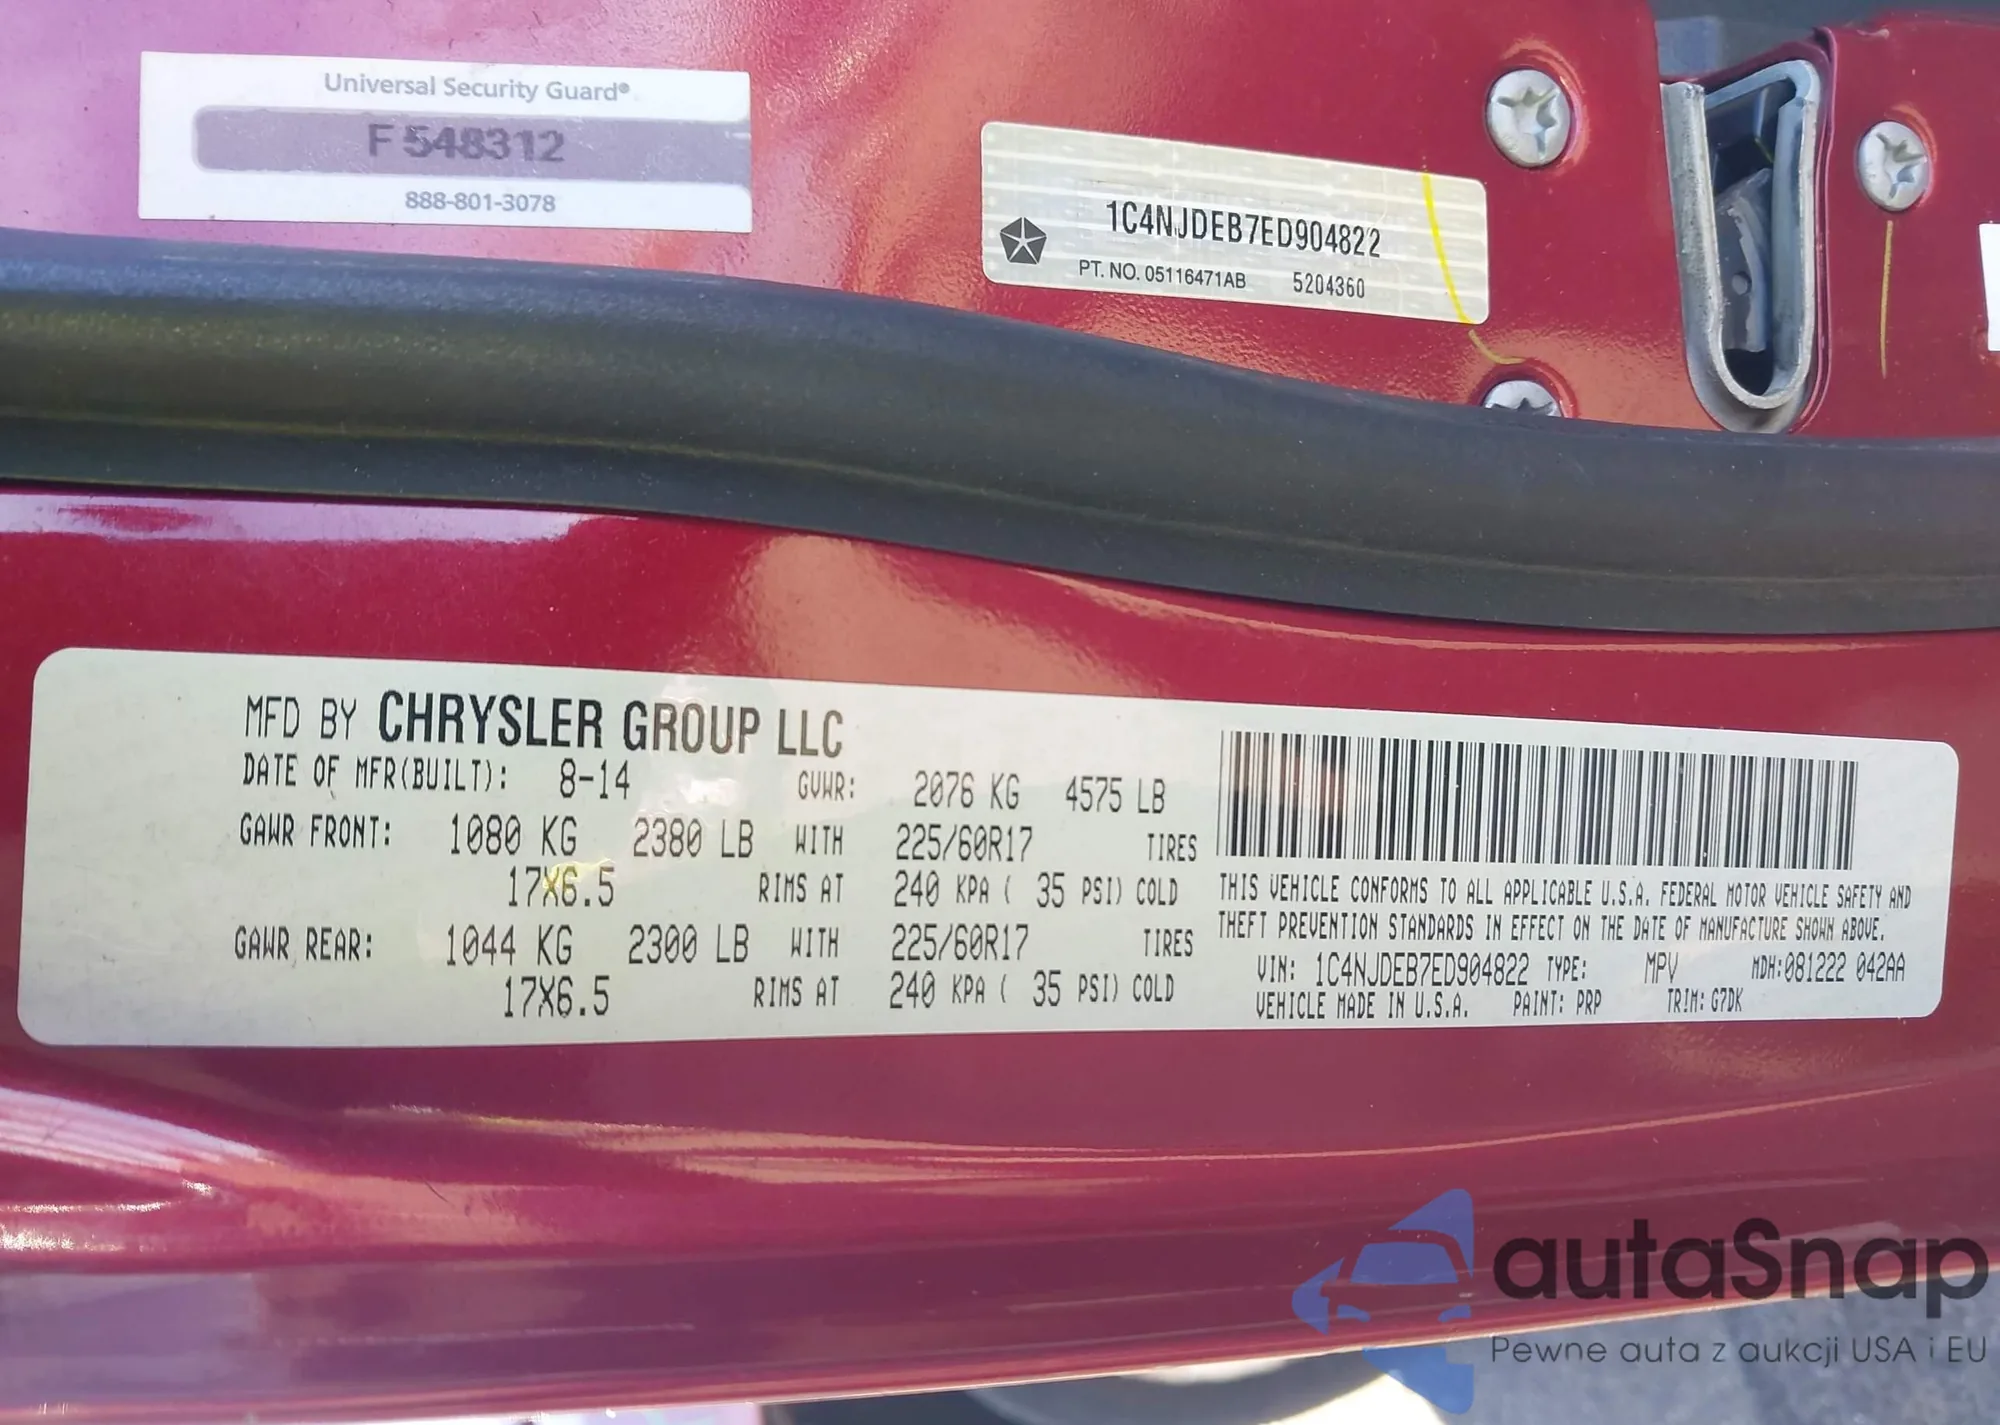 Universal Security Guard®
F 548312
888-801-3078
1C4NJDEB7ED904822
PT. NO. 05116471AB 5204360
MFD BY CHRYSLER GROUP LLC
DATE OF MFR(BUILT): 8-14 GVWR: 2076 KG 4575 LB
GAWR FRONT: 1080 KG 2380 LB WITH 225/60R17 TIRES
17X6.5 RIMS AT 240 KPA ( 35 PSI) COLD
GAWR REAR: 1044 KG 2300 LB WITH 225/60R17 TIRES
17X6.5 RIMS AT 240 KPA ( 35 PSI) COLD
THIS VEHICLE CONFORMS TO ALL APPLICABLE U.S.A. FEDERAL MOTOR VEHICLE SAFETY AND
THEFT PREVENTION STANDARDS IN EFFECT ON THE DATE OF MANUFACTURE SHOWN ABOVE.
VIN: 1C4NJDEB7ED904822 TYPE: MPV MDH:081222 042AA
VEHICLE MADE IN U.S.A. PAINT: PRP TRIM: G7DK
autaSnap
Pewne auta z aukcji USA i EU